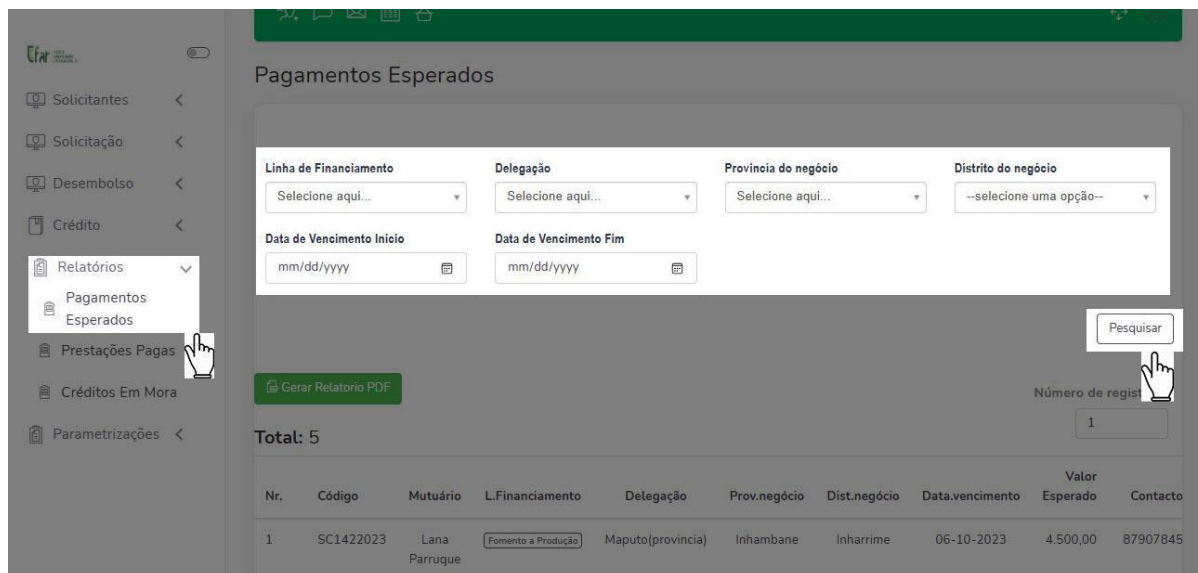 Efar
Solicitantes
Solicitação
Desembolso
Crédito
Relatórios
Pagamentos
Esperados
Prestações Pagas
Créditos Em Mora
Parametrizações
Pagamentos Esperados
Linha de Financiamento Delegação Provincia do negócio Distrito do negócio
Selecione aqui... Selecione aqui... Selecione aqui... --selecione uma opção--
Data de Vencimento Inicio Data de Vencimento Fim
mm/dd/yyyy mm/dd/yyyy
Pesquisar
Gerar Relatorio PDF
Número de regist
1
Total: 5
Nr. Código Mutuário L.Financiamento Delegação Prov.negócio Dist.negócio Data.vencimento Valor Esperado Contacto
1 SC1422023 Lana Parruque Fomento a Produção Maputo(provincia) Inhambane Inharrime 06-10-2023 4.500,00 87907845